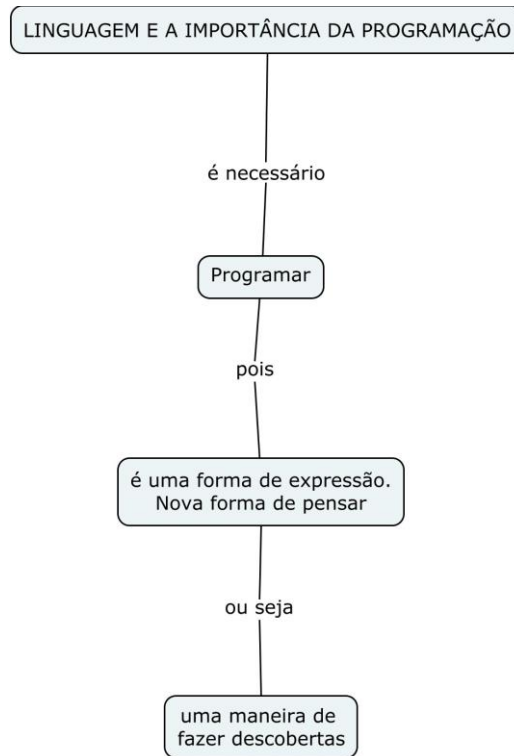 LINGUAGEM E A IMPORTÂNCIA DA PROGRAMAÇÃO
é necessário
Programar
pois
é uma forma de expressão.
Nova forma de pensar
ou seja
uma maneira de
fazer descobertas